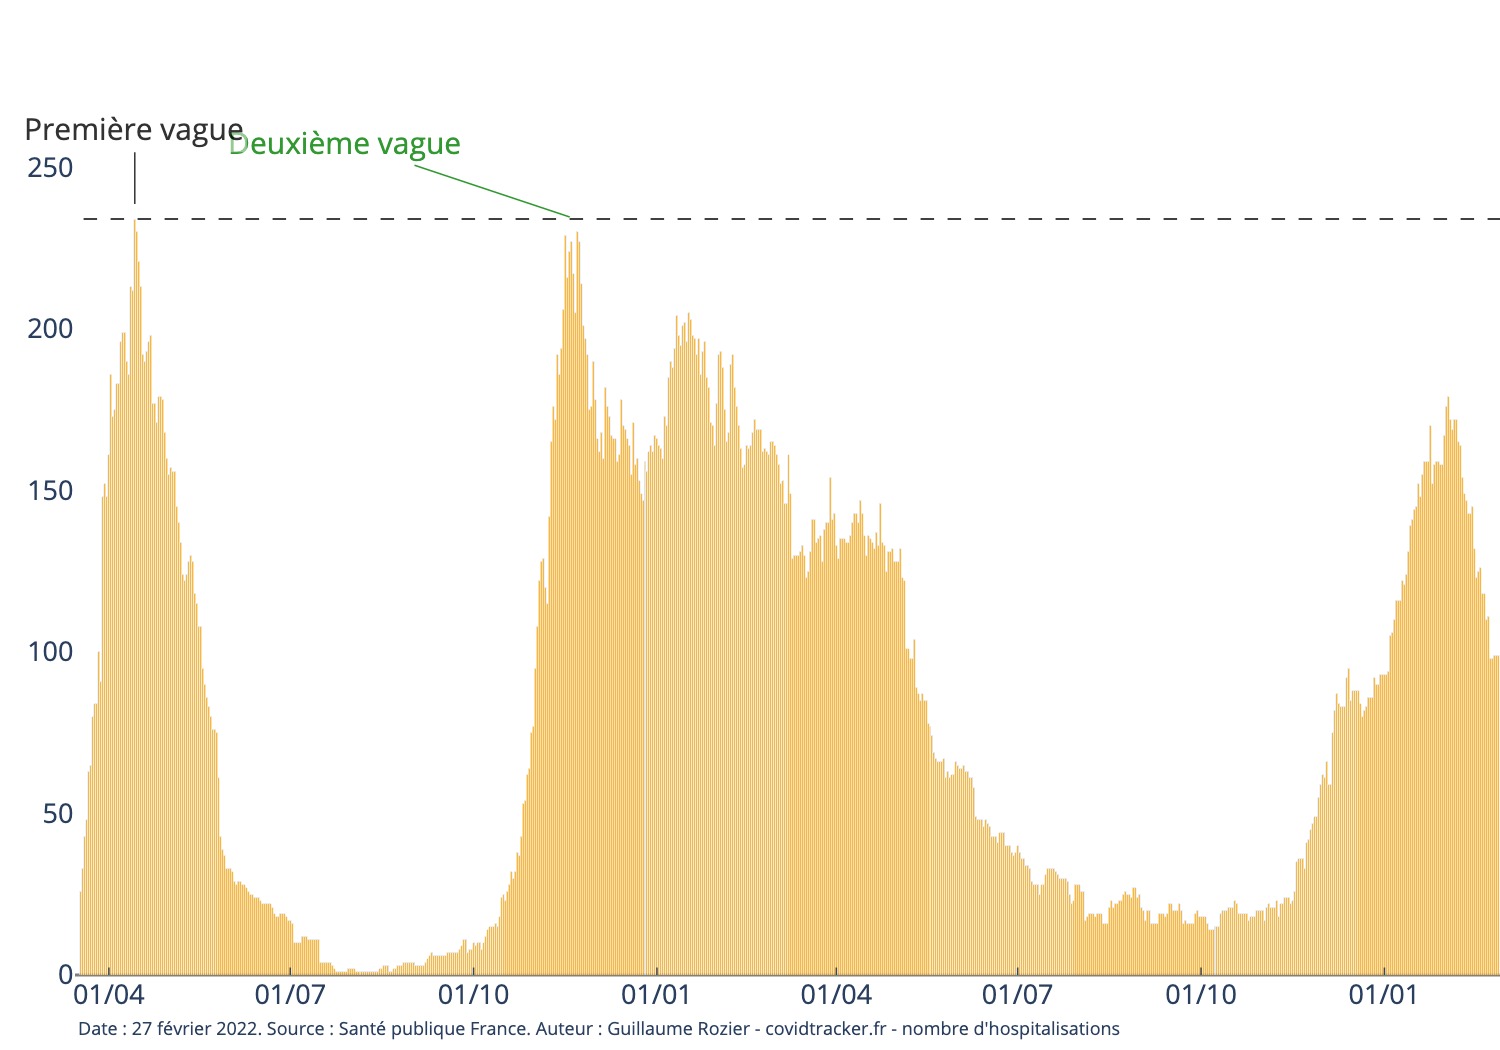 Première vague
Deuxième vague
250
200
150
100
50
0
01/04 01/07 01/10 01/01 01/04 01/07 01/10 01/01
Date : 27 février 2022. Source : Santé publique France. Auteur : Guillaume Rozier - covidtracker.fr - nombre d'hospitalisations